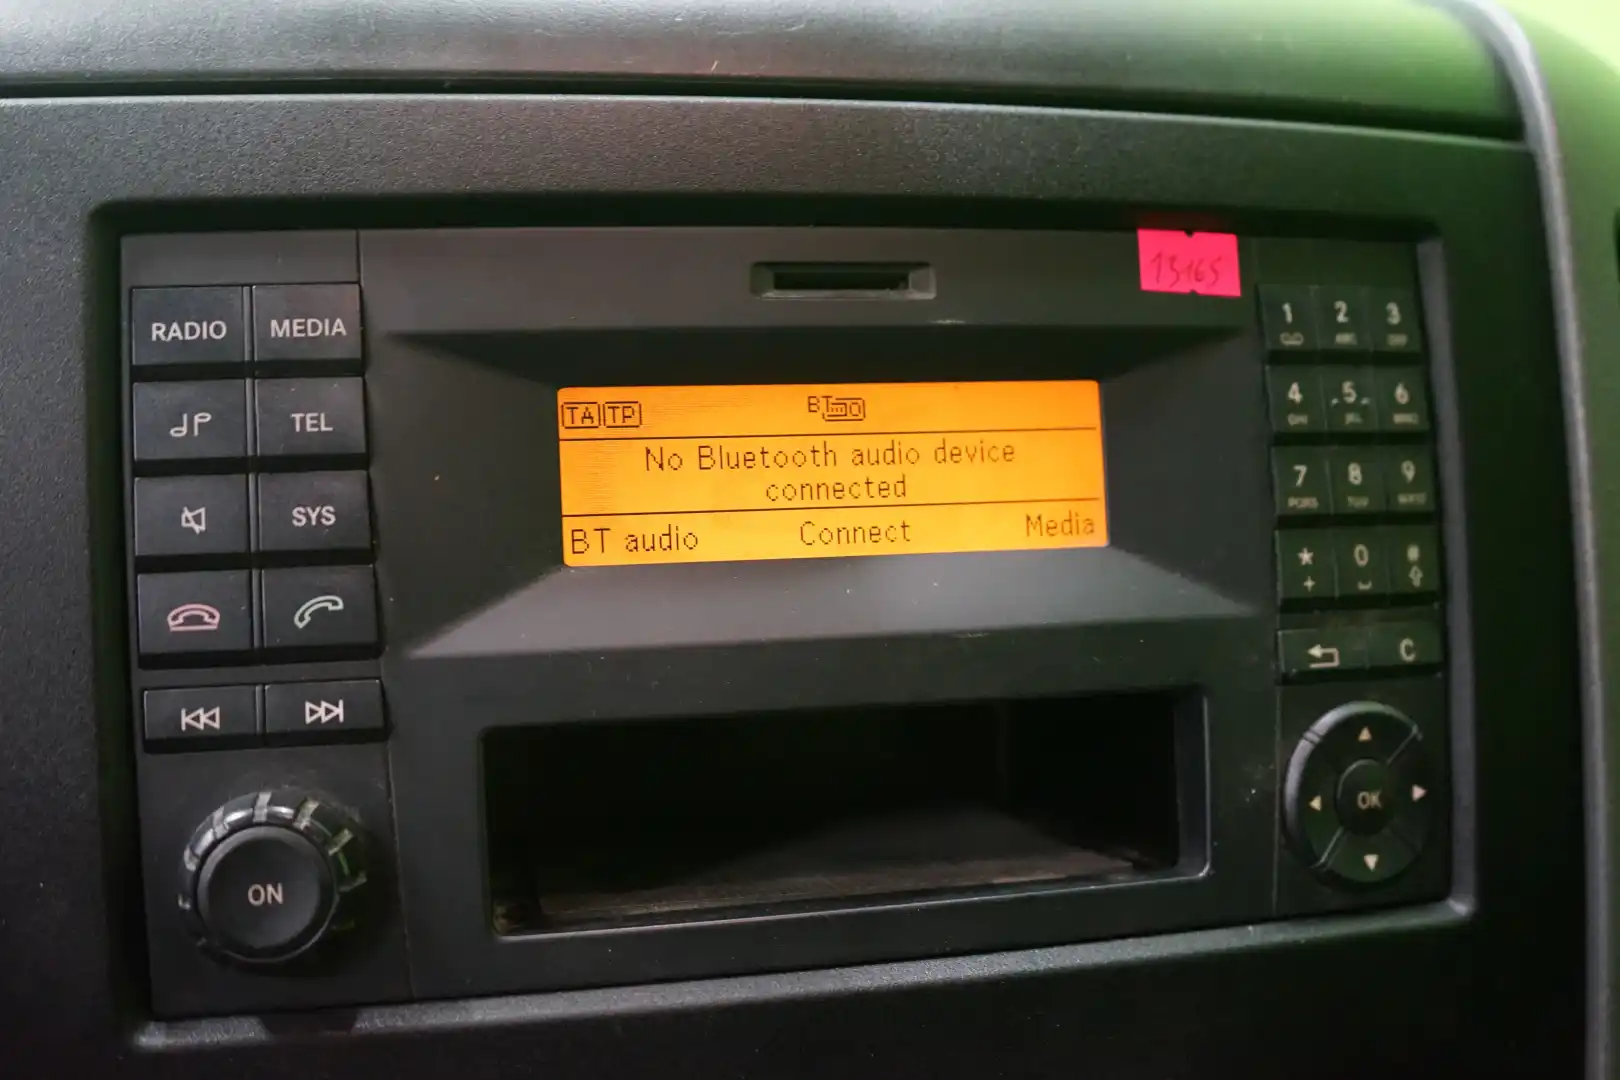 13165
RADIO MEDIA
TEL
SYS
ON
TA TP BT
No Bluetooth audio device
connected
BT audio Connect Media
1 2 3
4 5 6
7 8 9
* 0 #
+
C
OK